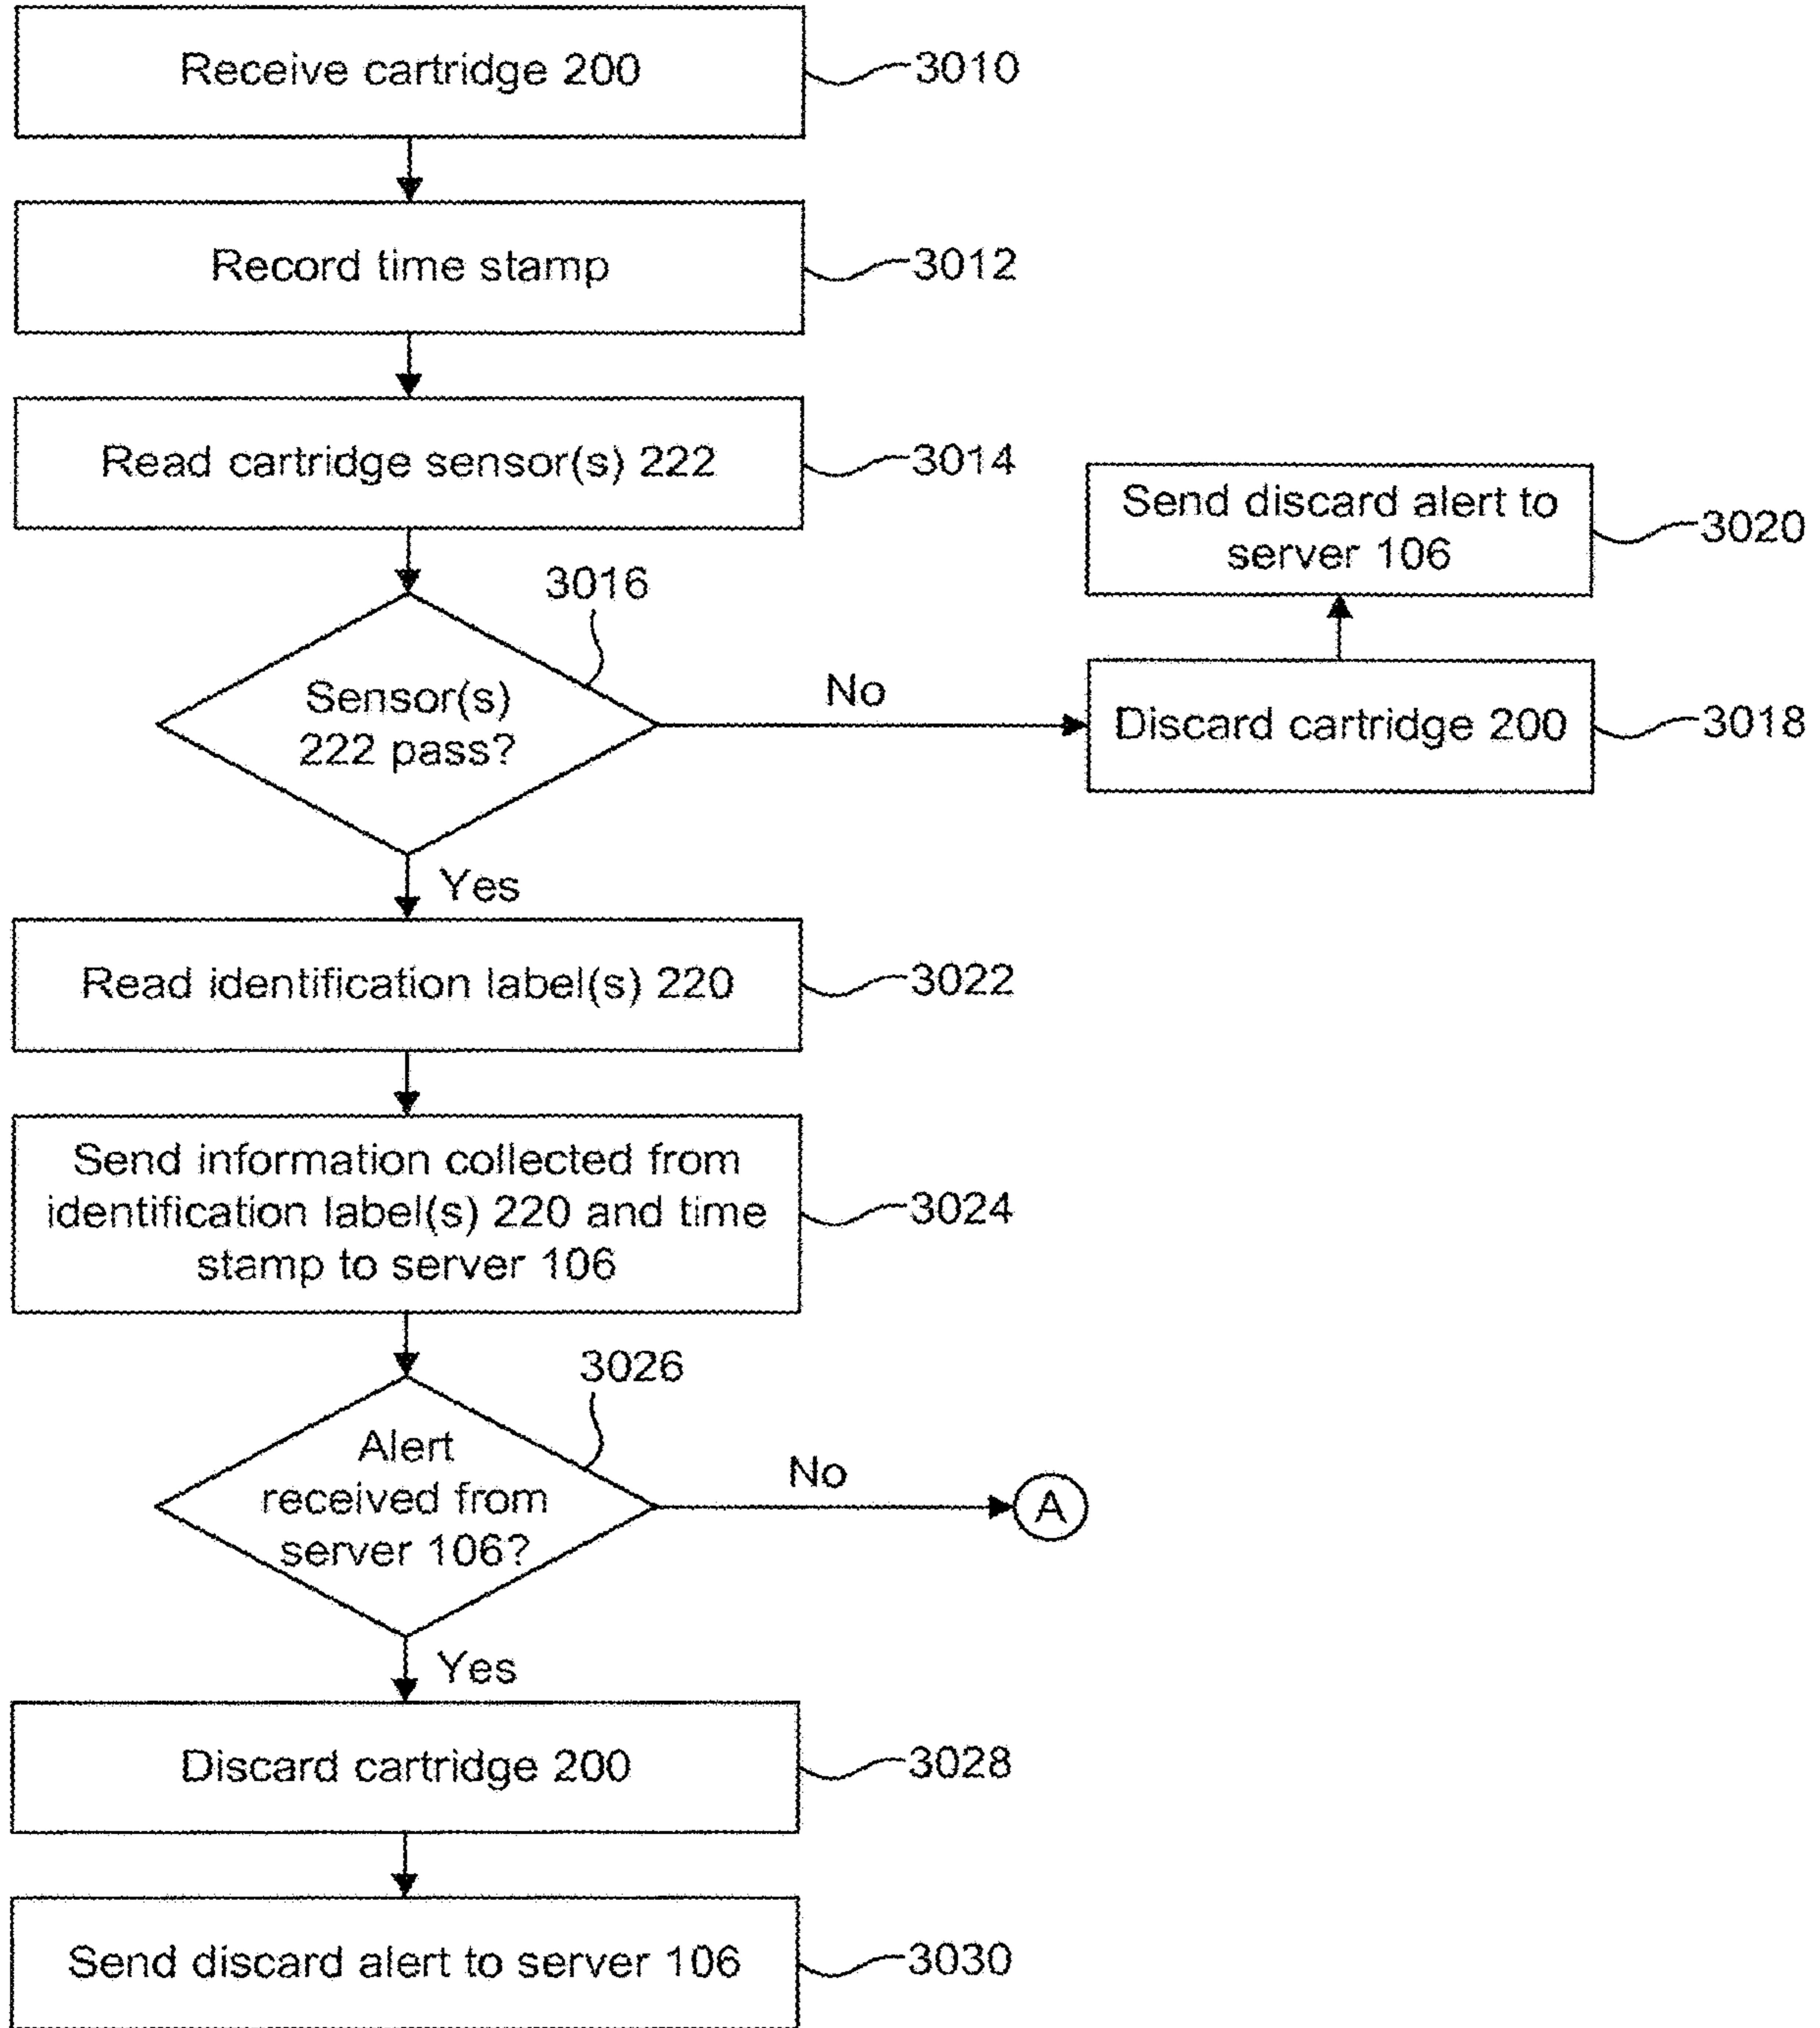 Receive cartridge 200
3010
Record time stamp
3012
Read cartridge sensor(s) 222
3014
Send discard alert to
server 106
3020
3016
Sensor(s)
222 pass?
No
Discard cartridge 200
3018
Yes
Read identification label(s) 220
3022
Send information collected from
identification label(s) 220 and time
stamp to server 106
3024
3026
Alert
received from
server 106?
No
A
Yes
Discard cartridge 200
3028
Send discard alert to server 106
3030